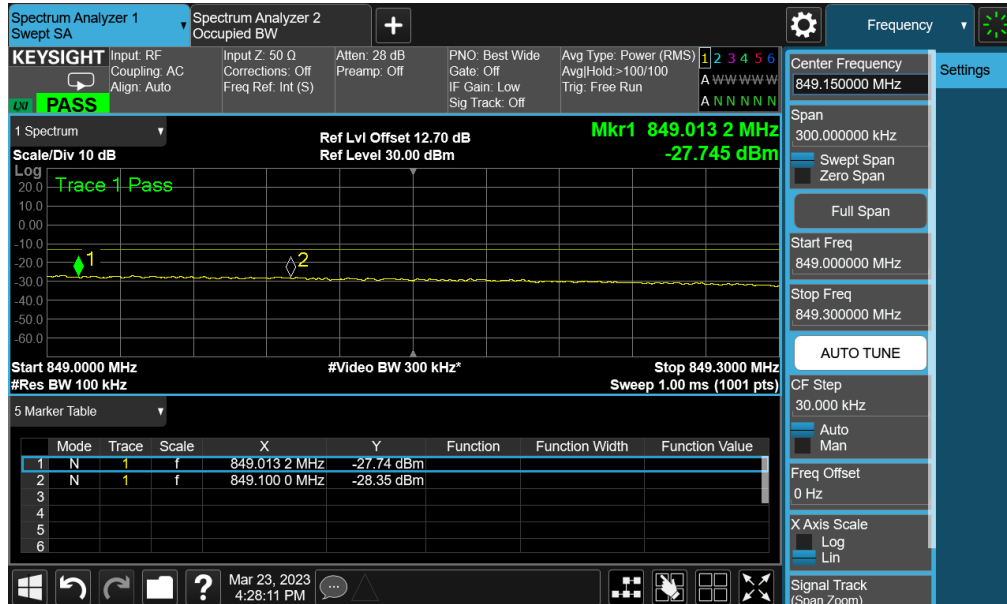 Spectrum Analyzer 1
Swept SA
Spectrum Analyzer 2
Occupied BW
Frequency
KEYSIGHT
Input: RF
Coupling: AC
Align: Auto
Input Z: 50 Ω
Corrections: Off
Freq Ref: Int (S)
Atten: 28 dB
Preamp: Off
PNO: Best Wide
Gate: Off
IF Gain: Low
Sig Track: Off
Avg Type: Power (RMS)
Avg|Hold:>100/100
Trig: Free Run
1 2 3 4 5 6
A W W W W W
A N N N N N
LXI PASS
1 Spectrum
Scale/Div 10 dB
Ref Lvl Offset 12.70 dB
Ref Level 30.00 dBm
Mkr1 849.013 2 MHz
-27.745 dBm
Log
Trace 1 Pass
20.0
10.0
0.00
-10.0
-20.0
-30.0
-40.0
-50.0
-60.0
1
2
Start 849.0000 MHz
#Res BW 100 kHz
#Video BW 300 kHz*
Stop 849.3000 MHz
Sweep 1.00 ms (1001 pts)
5 Marker Table
Mode Trace Scale X Y Function Function Width Function Value
1 N 1 f 849.013 2 MHz -27.74 dBm
2 N 1 f 849.100 0 MHz -28.35 dBm
3
4
5
6
?
Mar 23, 2023
4:28:11 PM
Center Frequency
849.150000 MHz
Span
300.000000 kHz
Swept Span
Zero Span
Full Span
Start Freq
849.000000 MHz
Stop Freq
849.300000 MHz
AUTO TUNE
CF Step
30.000 kHz
Auto
Man
Freq Offset
0 Hz
X Axis Scale
Log
Lin
Signal Track
(Span Zoom)
Settings